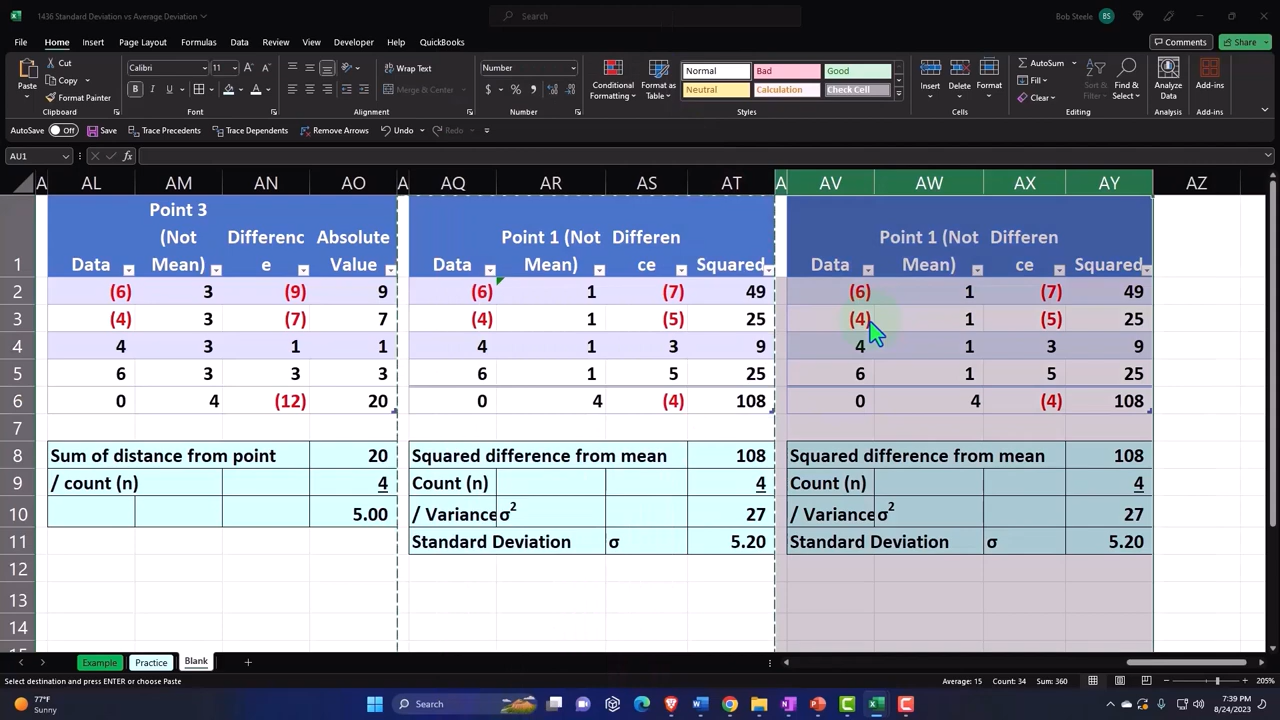 1436 Standard Deviation vs Average Deviation
Search
Bob Steele BS
File Home Insert Page Layout Formulas Data Review View Developer Help QuickBooks
Comments Share
Paste Cut
Copy
Format Painter
Clipboard
Calibri 11
B I U
Font
Wrap Text
Merge & Center
Alignment
Number
$ % 9
Number
Conditional Formatting
Format as Table
Normal Bad Good
Neutral Calculation Check Cell
Styles
Insert Delete Format
Cells
AutoSum
Fill
Clear
Sort & Filter
Find & Select
Editing
Analyze Data
Analysis
Add-ins
Add-ins
AutoSave Off Save Trace Precedents Trace Dependents Remove Arrows Undo Redo
AU1 fx
A AL AM AN AO A AQ AR AS AT A AV AW AX AY AZ
1 Data Point 3 (Not Mean) Differenc e Absolute Value Data Point 1 (Not Mean) Differen ce Squared Data Point 1 (Not Mean) Differen ce Squared
2 (6) 3 (9) 9 (6) 1 (7) 49 (6) 1 (7) 49
3 (4) 3 (7) 7 (4) 1 (5) 25 (4) 1 (5) 25
4 4 3 1 1 4 1 3 9 4 1 3 9
5 6 3 3 3 6 1 5 25 6 1 5 25
6 0 4 (12) 20 0 4 (4) 108 0 4 (4) 108
7
8 Sum of distance from point 20 Squared difference from mean 108 Squared difference from mean 108
9 / count (n) 4 Count (n) 4 Count (n) 4
10 5.00 / Variance σ² 27 / Variance σ² 27
11 Standard Deviation σ 5.20 Standard Deviation σ 5.20
12
13
14
15
Example Practice Blank
Select destination and press ENTER or choose Paste Average: 15 Count: 34 Sum: 360 205%
77°F
Sunny
Search
7:39 PM
8/24/2023